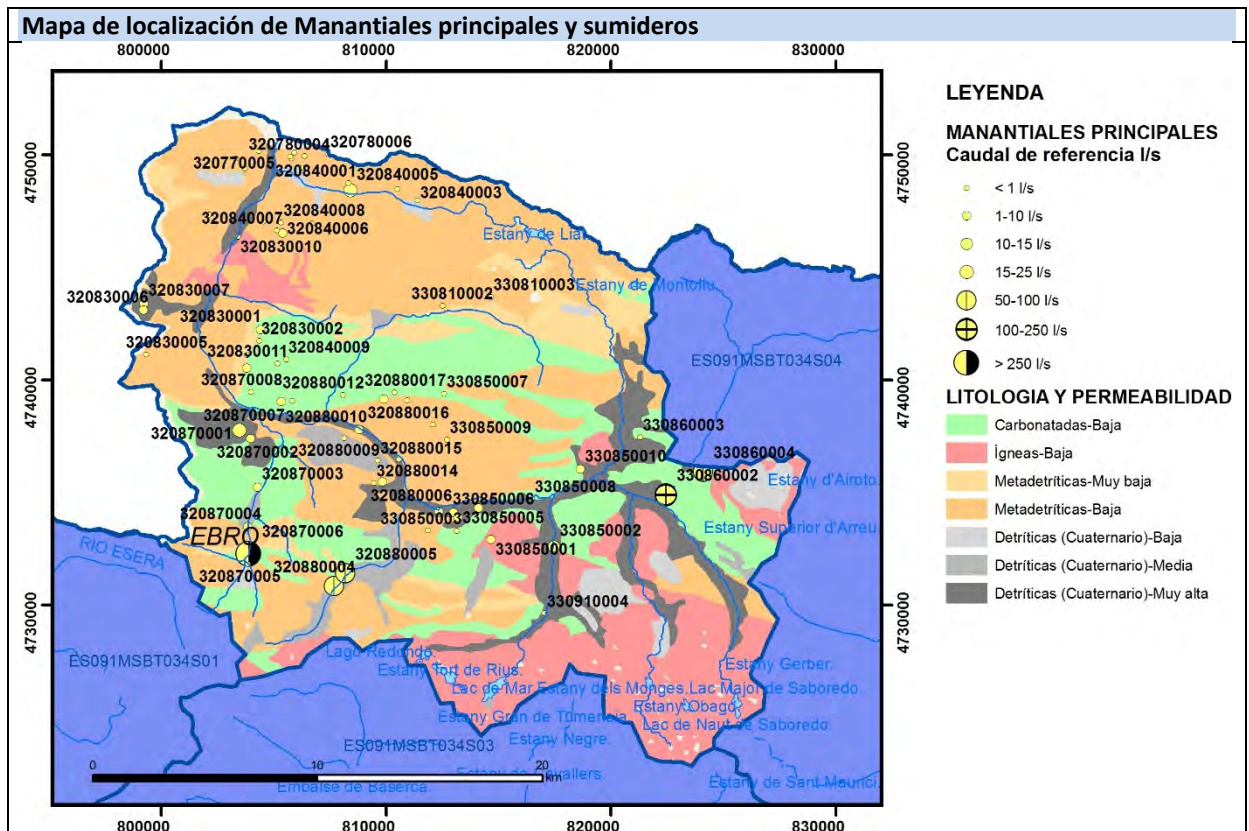 Mapa de localización de Manantiales principales y sumideros
800000 810000 820000 830000
4750000
4740000
4730000
4750000
4740000
4730000
800000 810000 820000 830000
320780004 320780006
320770005 320840001 320840005
320840003
320840007 320840008
320840006
320830010
Estany de Liat.
330810002 330810003
Estany de Montoliu.
320830006 320830007
320830001
320830002
320830005 320830011 320840009
ES091MSBT034S04
320870008 320880012 320880017 330850007
320870007 320880010 320880016
320870001 330850009 330860003
320870002 320880009 320880015
320880014 330850010 330860004
320870003 330860002
Estany d'Airoto.
320880006 330850006 330850008
320870004 320870006 330850003 330850005 330850002
Estany Superior d'Arreu.
EBRO
RIO ESERA
320880005 330850001
320870005 320880004
330910004
ES091MSBT034S01
Lago Redondo.
Estany Tort de Rius.
Estany Gerber.
Lac de Mar. Estany dels Monges. Lac Major de Saboredo.
Estany Obago.
Lac de Naut de Saboredo.
ES091MSBT034S03
Estany Negre.
Embalse de Baserca.
0 10 20
km
LEYENDA
MANANTIALES PRINCIPALES
Caudal de referencia l/s
< 1 l/s
1-10 l/s
10-15 l/s
15-25 l/s
50-100 l/s
100-250 l/s
> 250 l/s
LITOLOGIA Y PERMEABILIDAD
Carbonatadas-Baja
Ígneas-Baja
Metadetríticas-Muy baja
Metadetríticas-Baja
Detríticas (Cuaternario)-Baja
Detríticas (Cuaternario)-Media
Detríticas (Cuaternario)-Muy alta